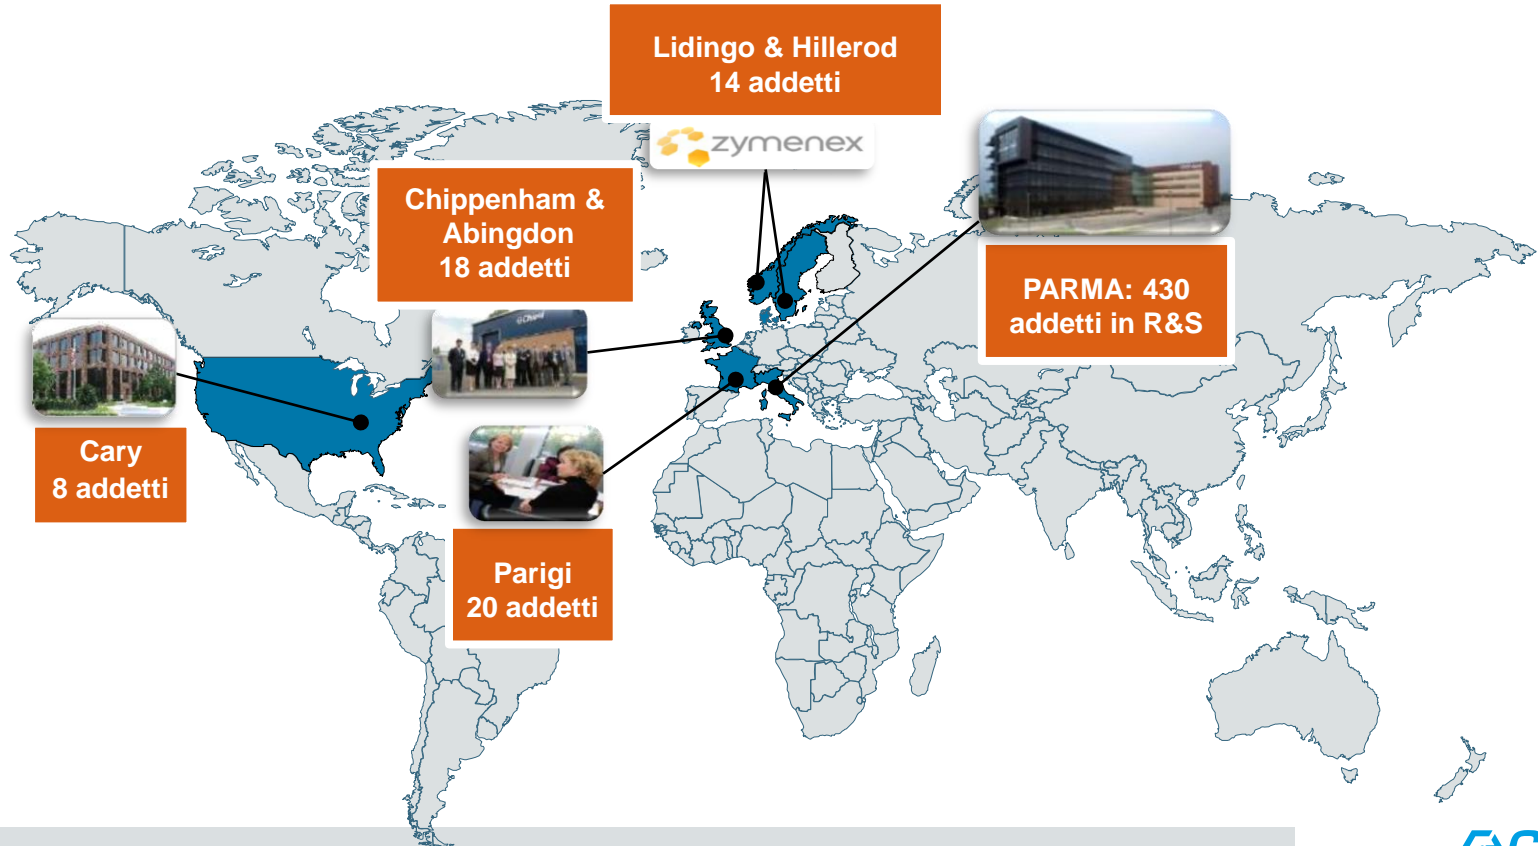 Lidingo & Hillerod
14 addetti
zymenex
Chippenham &
Abingdon
18 addetti
PARMA: 430
addetti in R&S
Cary
8 addetti
Parigi
20 addetti